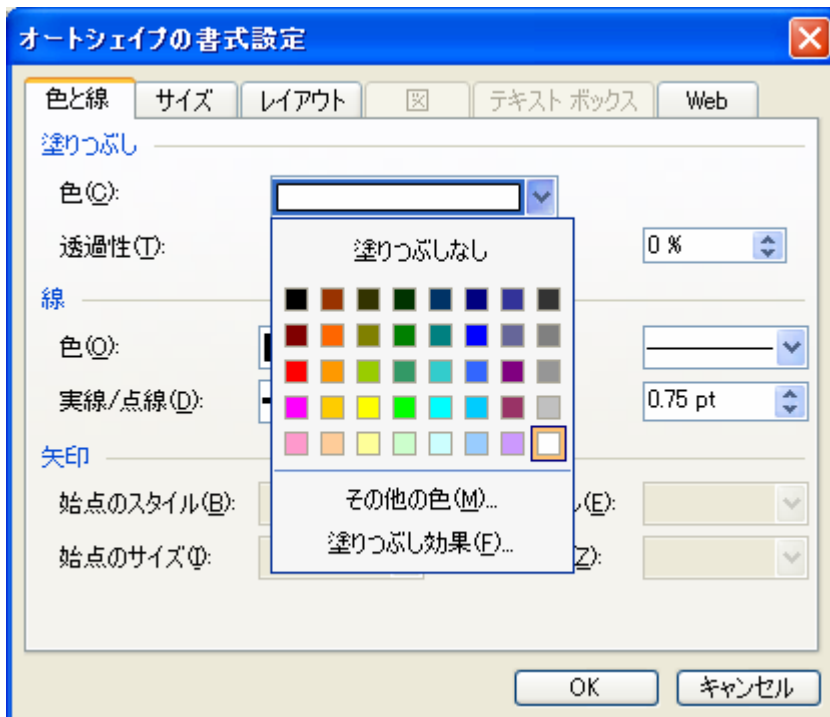 オートシェイプの書式設定
色と線 サイズ レイアウト 図 テキスト ボックス Web
塗りつぶし
色(C):
透過性(T): 0 %
塗りつぶしなし
線
色(O):
実線/点線(D): 0.75 pt
矢印
始点のスタイル(B): ル(E):
始点のサイズ(I): (Z):
その他の色(M)...
塗りつぶし効果(F)...
OK キャンセル